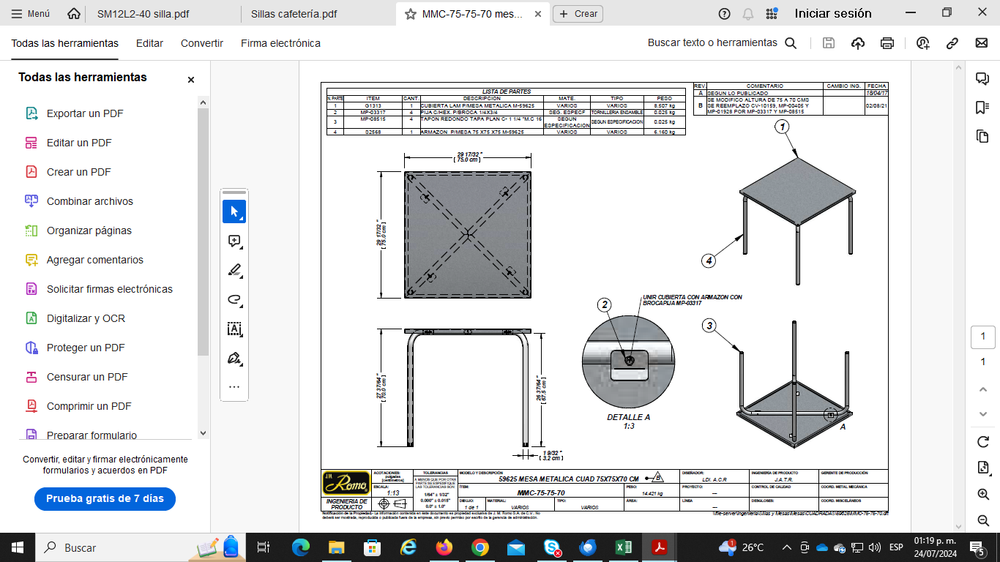 Menú
SM12L2-40 silla.pdf
Sillas cafetería.pdf
MMC-75-75-70 mes...
Crear
Iniciar sesión
Todas las herramientas
Editar
Convertir
Firma electrónica
Buscar texto o herramientas
Todas las herramientas
Exportar un PDF
Editar un PDF
Crear un PDF
Combinar archivos
Organizar páginas
Agregar comentarios
Solicitar firmas electrónicas
Digitalizar y OCR
Proteger un PDF
Censurar un PDF
Comprimir un PDF
Preparar formulario
Convertir, editar y firmar electrónicamente
formularios y acuerdos en PDF
Prueba gratis de 7 días
LISTA DE PARTES
N. PARTE ITEM CANT. DESCRIPCION MATE. TIPO PESO
1 G1313 1 CUBIERTA LAM P/MESA METALICA M-59625 VARIOS VARIOS 8.507 kg
2 MP-03317 4 PIJA C/HEX. P/BROCA 1/4X3/4 SEG. ESPECF TORNILLERIA ENSAMBLE 0.025 kg
3 MP-08515 4 TAPON REDONDO TAPA PLAN C- 1 1/4 "M.C 16 SEGUN ESPECIFICACION SEGUN ESPECIFICACION 0.025 kg
4 S2568 1 ARMAZON P/MESA 75 X75 X75 M-59625 VARIOS VARIOS 6.160 kg
REV. COMENTARIO CAMBIO ING. FECHA
A SEGUN LO PUBLICADO 18/04/17
B SE MODIFICO ALTURA DE 75 A 70 CMS
SE REEMPLAZO CV-10159, MP-00405 Y
MP-01928 POR MP-03317 Y MP-08515
02/08/21
29 17/32 "
[ 75.0 cm ]
29 17/32 "
[ 75.0 cm ]
1
4
2
UNIR CUBIERTA CON ARMAZON CON
BROCAPIJA MP-03317
3
27 37/64 "
[ 70.0 cm ]
26 37/64 "
[ 67.5 cm ]
1 9/32 "
[ 3.2 cm ]
DETALLE A
1:3
A
J.M. Romo
INGENIERIA DE
PRODUCTO
ACOTACIONES:
pulgadas
[centimetros]
ESCALA:
1:13
TOLERANCIAS
A MENOS QUE POR OTRA
PARTE SE ESPESIFIQUE
LAS TOLERANCIAS SON:
1/64" ± 1/32"
0.000" ± 0.015"
0.0" ± 1.0"
MODELO Y DESCRIPCIÓN:
59625 MESA METALICA CUAD 75X75X70 CM
B
ITEM:
MMC-75-75-70
PESO:
14.421 kg
DIBUJO:
1 de 1
MATERIAL:
VARIOS
TIPO:
VARIOS
ÁREA:
DISEÑADOR:
LDI. A.C.R
PROYECTO:
---
LÍNEA
---
INGENIERÍA DE PRODUCTO
J.A.T.R.
CONTROL DE CALIDAD
DESGLOSES:
GERENTE DE PRODUCCIÓN
COORD. METAL MECÁNICA
COORD. MISCELÁNEOS
Notificación de la Propiedad.- La información contenida en éste documento es propiedad exclusiva de J. M. Romo S.A. de C.V.. No
deberá ser mostrada, reproducida o publicada fuera de la empresa, sin previo permiso por escrito de la gerencia de administración.
1
1
Buscar
1
26°C
ESP
01:19 p. m.
24/07/2024
5